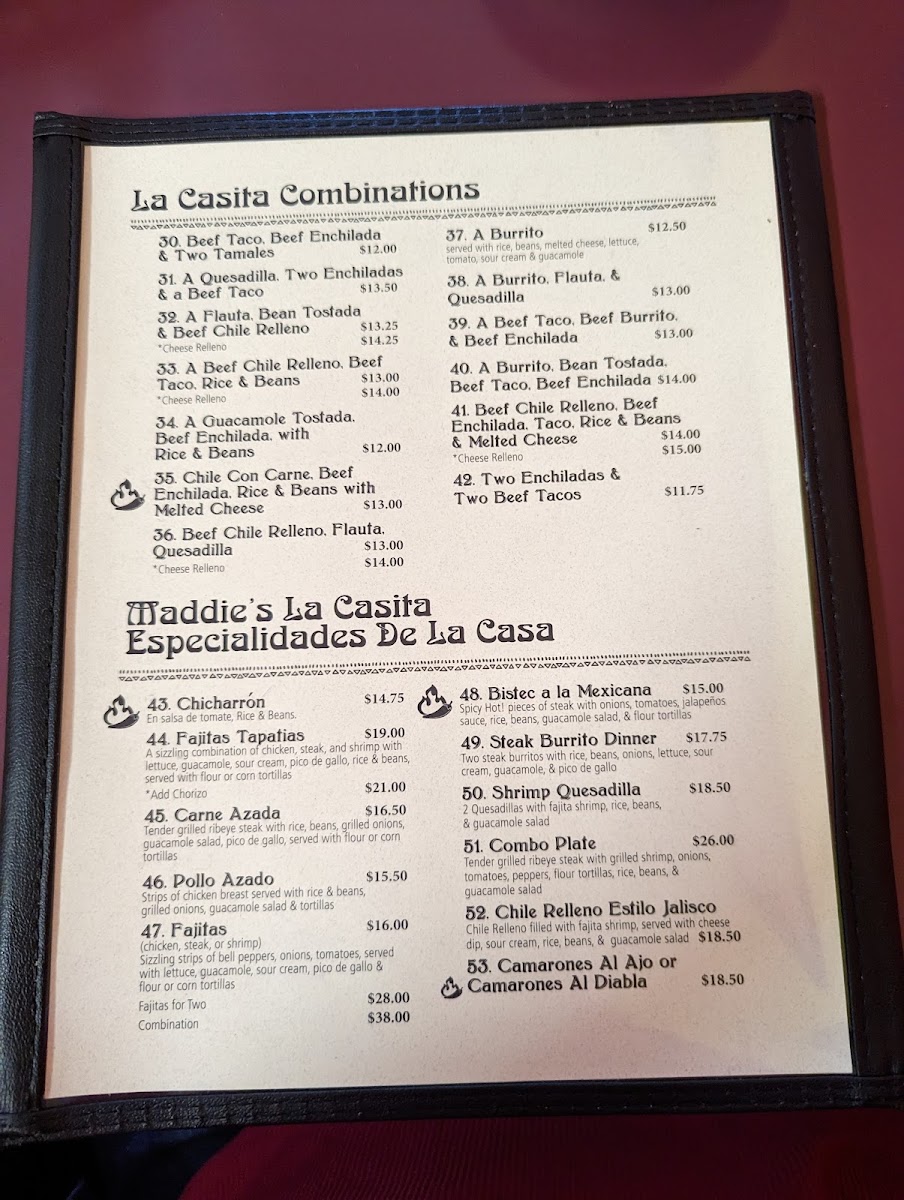 La Casita Combinations
30. Beef Taco, Beef Enchilada
& Two Tamales $12.00
31. A Quesadilla, Two Enchiladas
& a Beef Taco $13.50
32. A Flauta, Bean Tostada
& Beef Chile Relleno $13.25
*Cheese Relleno $14.25
33. A Beef Chile Relleno, Beef
Taco, Rice & Beans $13.00
*Cheese Relleno $14.00
34. A Guacamole Tostada,
Beef Enchilada, with
Rice & Beans $12.00
35. Chile Con Carne, Beef
Enchilada, Rice & Beans with
Melted Cheese $13.00
36. Beef Chile Relleno, Flauta,
Quesadilla $13.00
*Cheese Relleno $14.00
37. A Burrito $12.50
served with rice, beans, melted cheese, lettuce,
tomato, sour cream & guacamole
38. A Burrito, Flauta, &
Quesadilla $13.00
39. A Beef Taco, Beef Burrito,
& Beef Enchilada $13.00
40. A Burrito, Bean Tostada,
Beef Taco, Beef Enchilada $14.00
41. Beef Chile Relleno, Beef
Enchilada, Taco, Rice & Beans
& Melted Cheese $14.00
*Cheese Relleno $15.00
42. Two Enchiladas &
Two Beef Tacos $11.75
Maddie's La Casita
Especialidades De La Casa
43. Chicharrón $14.75
En salsa de tomate, Rice & Beans.
44. Fajitas Tapatias $19.00
A sizzling combination of chicken, steak, and shrimp with
lettuce, guacamole, sour cream, pico de gallo, rice & beans,
served with flour or corn tortillas
*Add Chorizo $21.00
45. Carne Azada $16.50
Tender grilled ribeye steak with rice, beans, grilled onions,
guacamole salad, pico de gallo, served with flour or corn
tortillas
46. Pollo Azado $15.50
Strips of chicken breast served with rice & beans,
grilled onions, guacamole salad & tortillas
47. Fajitas $16.00
(chicken, steak, or shrimp)
Sizzling strips of bell peppers, onions, tomatoes, served
with lettuce, guacamole, sour cream, pico de gallo &
flour or corn tortillas
Fajitas for Two $28.00
Combination $38.00
48. Bistec a la Mexicana $15.00
Spicy Hot! pieces of steak with onions, tomatoes, jalapeños
sauce, rice, beans, guacamole salad, & flour tortillas
49. Steak Burrito Dinner $17.75
Two steak burritos with rice, beans, onions, lettuce, sour
cream, guacamole, & pico de gallo
50. Shrimp Quesadilla $18.50
2 Quesadillas with fajita shrimp, rice, beans,
& guacamole salad
51. Combo Plate $26.00
Tender grilled ribeye steak with grilled shrimp, onions,
tomatoes, peppers, flour tortillas, rice, beans, &
guacamole salad
52. Chile Relleno Estilo Jalisco
Chile Relleno filled with fajita shrimp, served with cheese
dip, sour cream, rice, beans, & guacamole salad $18.50
53. Camarones Al Ajo or
Camarones Al Diabla $18.50